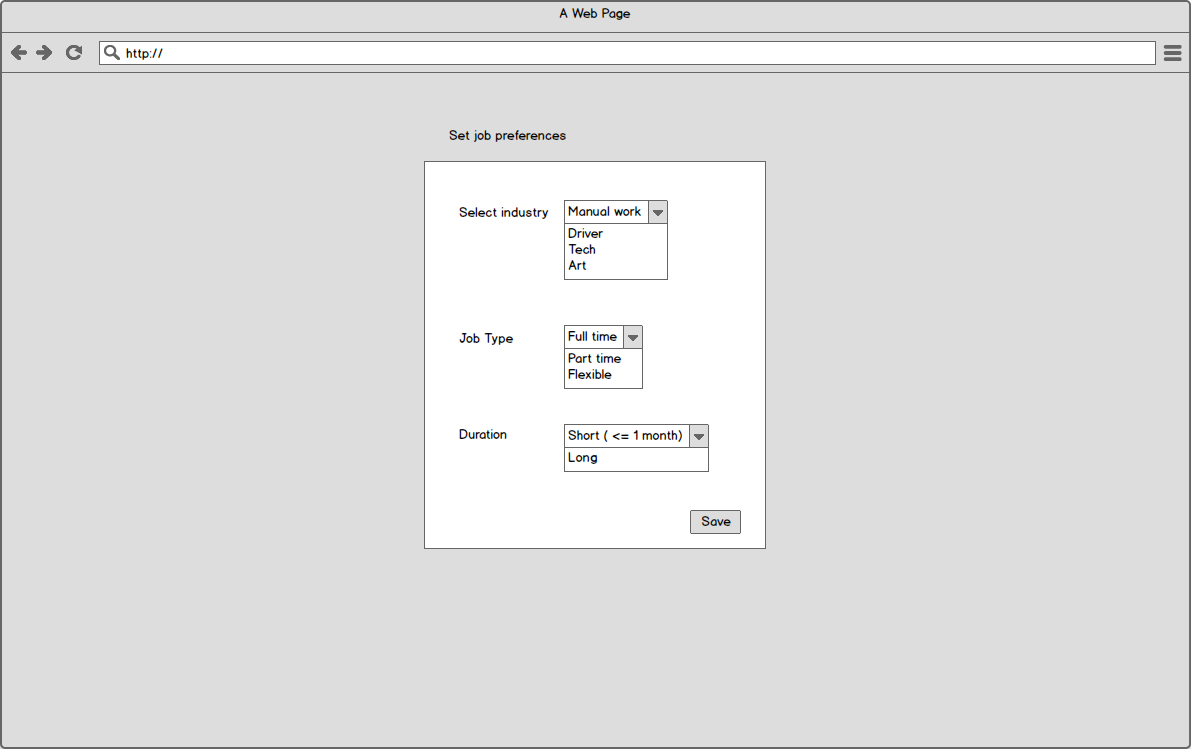 A Web Page
http://
Set job preferences
Select industry
Manual work
Driver
Tech
Art
Job Type
Full time
Part time
Flexible
Duration
Short ( <= 1 month)
Long
Save